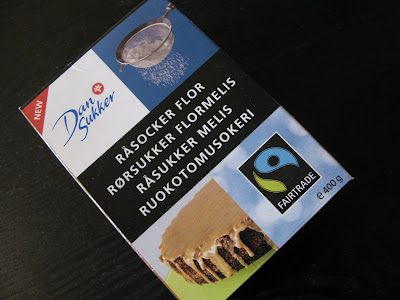 NEW
Dan
Sukker
RÅSOCKER FLOR
RØRSUKKER FLORMELIS
RÅSUKKER MELIS
RUOKOTOMUSOKERI
FAIRTRADE
e 400 g